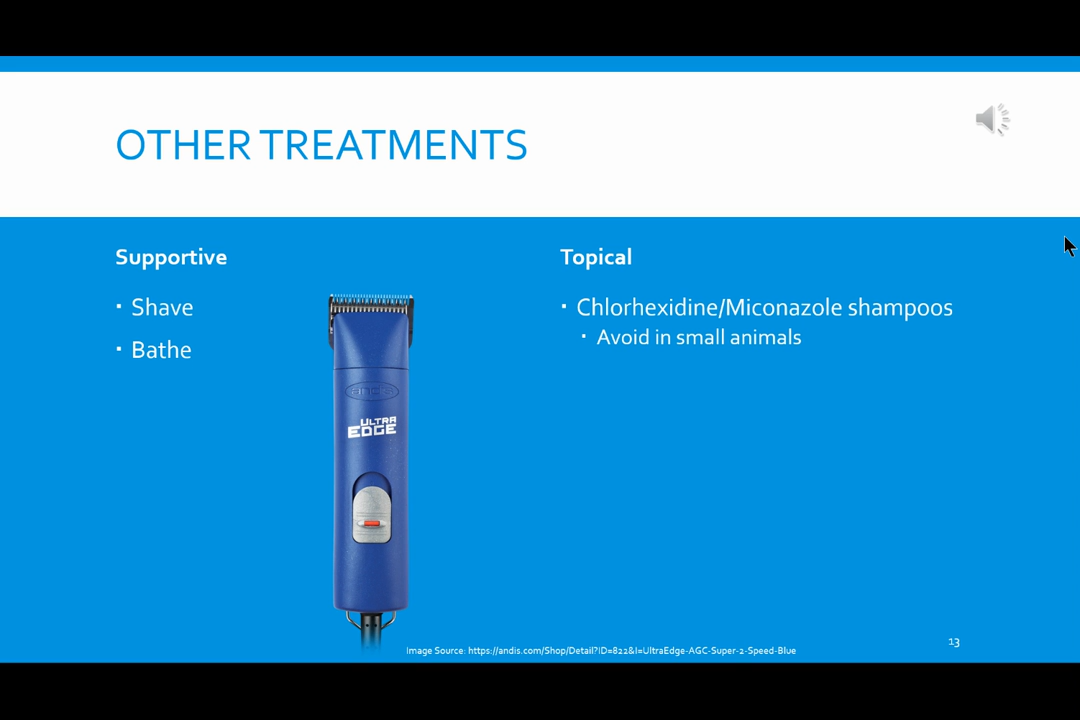 OTHER TREATMENTS
Supportive
▪ Shave
▪ Bathe
andis
ULTRA
EDGE
Topical
▪ Chlorhexidine/Miconazole shampoos
▪ Avoid in small animals
Image Source: https://andis.com/Shop/Detail?ID=822&I=UltraEdge-AGC-Super-2-Speed-Blue
13